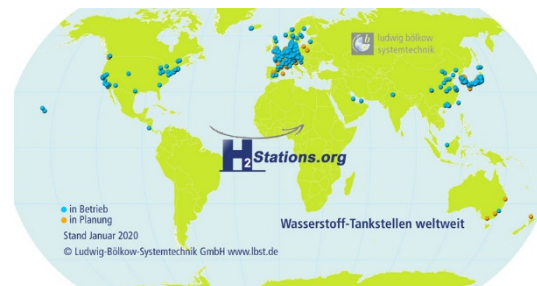 ludwig bölkow
systemtechnik
H2Stations.org
in Betrieb
in Planung
Wasserstoff-Tankstellen weltweit
Stand Januar 2020
© Ludwig-Bölkow-Systemtechnik GmbH www.lbst.de